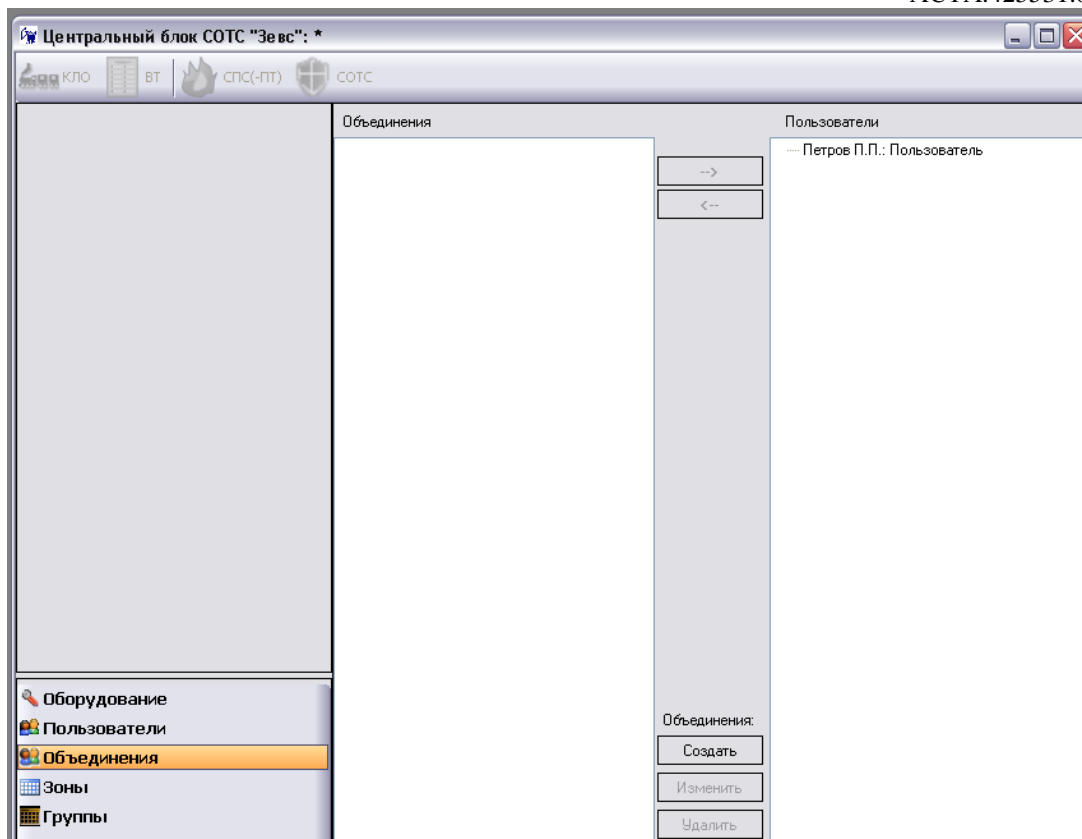 Центральный блок СОТС "Зевс": *
КЛО ВТ СПС(-ПТ) СОТС
Объединения
Пользователи
Петров П.П.: Пользователь
-->
<--
Оборудование
Пользователи
Объединения
Зоны
Группы
Объединения:
Создать
Изменить
Удалить